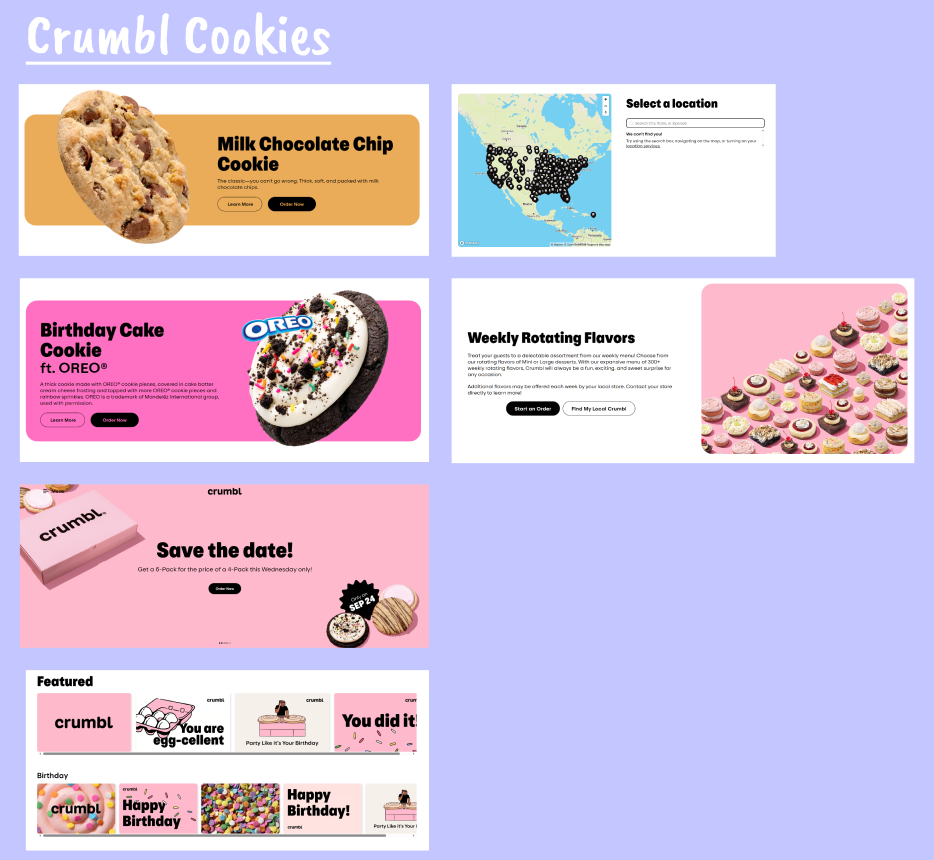 Crumbl Cookies
Milk Chocolate Chip
Cookie
The classic—you can't go wrong. Thick, soft, and packed with milk
chocolate chips.
Learn More
Order Now
Select a location
Search City, State, or Zipcode
We can't find you!
Try using the search box, navigating on the map, or turning on your
location services.
Birthday Cake
Cookie
ft. OREO®
A thick cookie made with OREO® cookie pieces, covered in cake batter
cream cheese frosting and topped with more OREO® cookie pieces and
rainbow sprinkles. OREO is a trademark of Mondelēz International group,
used with permission.
Learn More
Order Now
OREO
Weekly Rotating Flavors
Treat your guests to a delectable assortment from our weekly menu! Choose from
our rotating flavors of Mini or Large desserts. With our expansive menu of 300+
weekly rotating flavors, Crumbl will always be a fun, exciting, and sweet surprise for
any occasion.
Additional flavors may be offered each week by your local store. Contact your store
directly to learn more!
Start an Order
Find My Local Crumbl
crumbl
crumbl
Save the date!
Get a 6-Pack for the price of a 4-Pack this Wednesday only!
Order Now
Only on
SEP 24
Featured
crumbl
crumbl
You are
egg-cellent
crumbl
Party Like It's Your Birthday
crum
You did it!
Birthday
crumbl
crumbl
Happy
Birthday
Happy
Birthday!
crumbl
Party Like It's Your